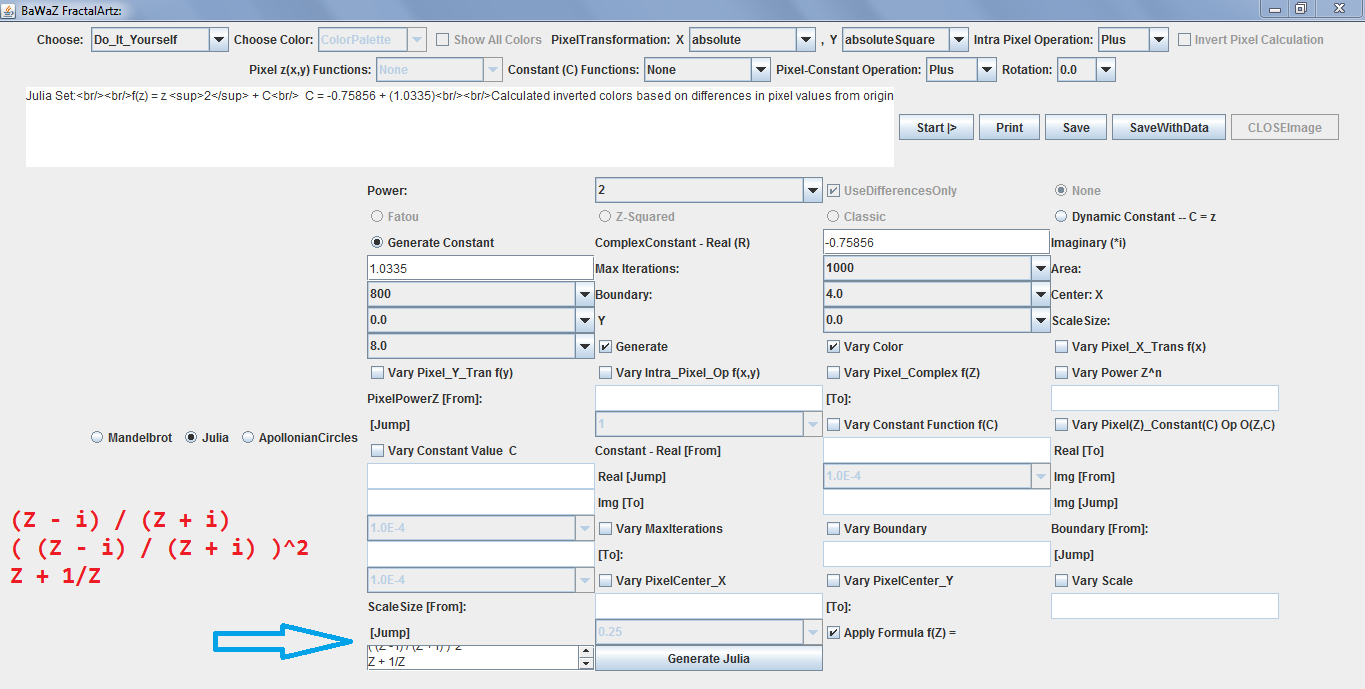 BaWaZ FractalArtz:
Choose: Do_It_Yourself Choose Color: ColorPalette Show All Colors PixelTransformation: X absolute , Y absoluteSquare Intra Pixel Operation: Plus Invert Pixel Calculation
Pixel z(x,y) Functions: None Constant (C) Functions: None Pixel-Constant Operation: Plus Rotation: 0.0
Julia Set:<br/><br/>f(z) = z <sup>2</sup> + C<br/> C = -0.75856 + (1.0335)<br/><br/>Calculated inverted colors based on differences in pixel values from origin
Start |> Print Save SaveWithData CLOSEImage
Power: 2 UseDifferencesOnly None
Fatou Z-Squared Classic Dynamic Constant -- C = z
Generate Constant ComplexConstant - Real (R) -0.75856 Imaginary (*i)
1.0335 Max Iterations: 1000 Area:
800 Boundary: 4.0 Center: X
0.0 Y 0.0 ScaleSize:
8.0 Generate Vary Color Vary Pixel_X_Trans f(x)
Vary Pixel_Y_Tran f(y) Vary Intra_Pixel_Op f(x,y) Vary Pixel_Complex f(Z) Vary Power Z^n
PixelPowerZ [From]: [To]:
[Jump] 1 Vary Constant Function f(C) Vary Pixel(Z)_Constant(C) Op O(Z,C)
Mandelbrot Julia ApollonianCircles
Vary Constant Value C Constant - Real [From] Real [To]
Real [Jump] 1.0E-4 Img [From]
Img [To] Img [Jump]
1.0E-4 Vary MaxIterations Vary Boundary Boundary [From]:
[To]: [Jump]
1.0E-4 Vary PixelCenter_X Vary PixelCenter_Y Vary Scale
ScaleSize [From]: [To]:
[Jump] 0.25 Apply Formula f(Z) =
Z + 1/Z Generate Julia
(Z - i) / (Z + i)
( (Z - i) / (Z + i) )^2
Z + 1/Z